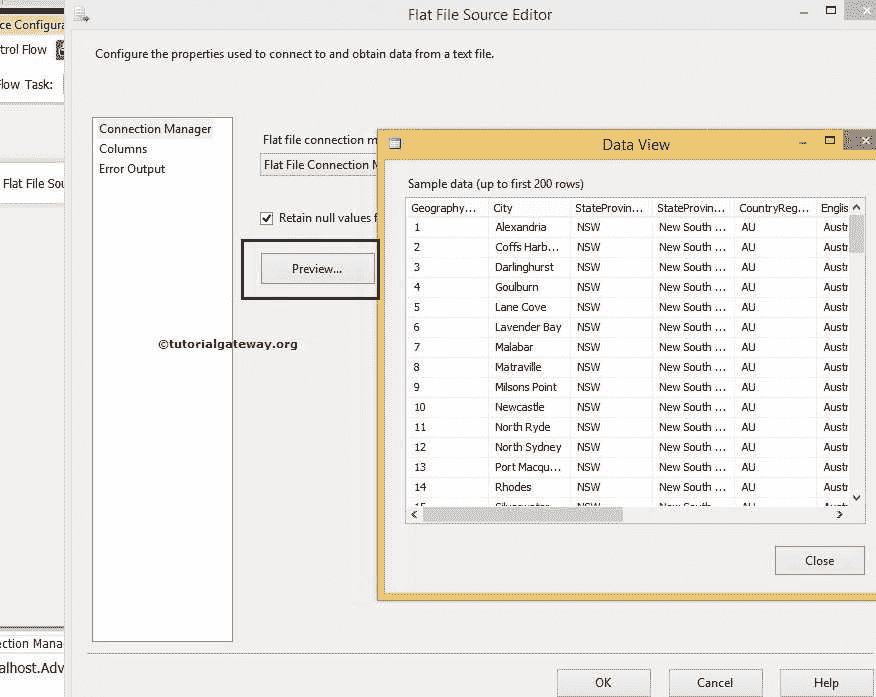 Flat File Source Editor
ce Configura
trol Flow
Flow Task:
Flat File Sou
ection Mana
alhost.Adv
Configure the properties used to connect to and obtain data from a text file.
Connection Manager
Columns
Error Output
Flat file connection m
Flat File Connection M
Retain null values f
Preview...
©tutorialgateway.org
Data View
Sample data (up to first 200 rows)
Geography... City StateProvin... StateProvin... CountryReg... Englis
1 Alexandria NSW New South ... AU Austr
2 Coffs Harb... NSW New South ... AU Austr
3 Darlinghurst NSW New South ... AU Austr
4 Goulburn NSW New South ... AU Austr
5 Lane Cove NSW New South ... AU Austr
6 Lavender Bay NSW New South ... AU Austr
7 Malabar NSW New South ... AU Austr
8 Matraville NSW New South ... AU Austr
9 Milsons Point NSW New South ... AU Austr
10 Newcastle NSW New South ... AU Austr
11 North Ryde NSW New South ... AU Austr
12 North Sydney NSW New South ... AU Austr
13 Port Macqu... NSW New South ... AU Austr
14 Rhodes NSW New South ... AU Austr
Close
OK Cancel Help